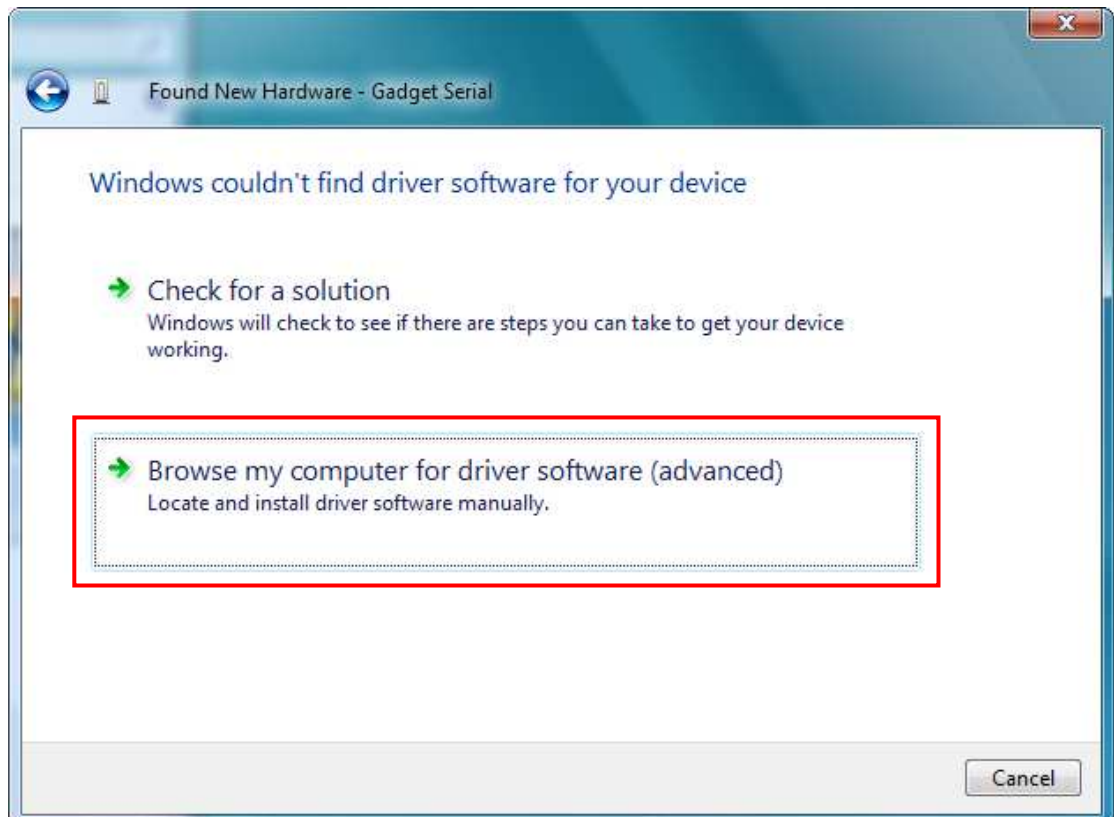 X
Found New Hardware - Gadget Serial
Windows couldn't find driver software for your device
Check for a solution
Windows will check to see if there are steps you can take to get your device
working.
Browse my computer for driver software (advanced)
Locate and install driver software manually.
Cancel